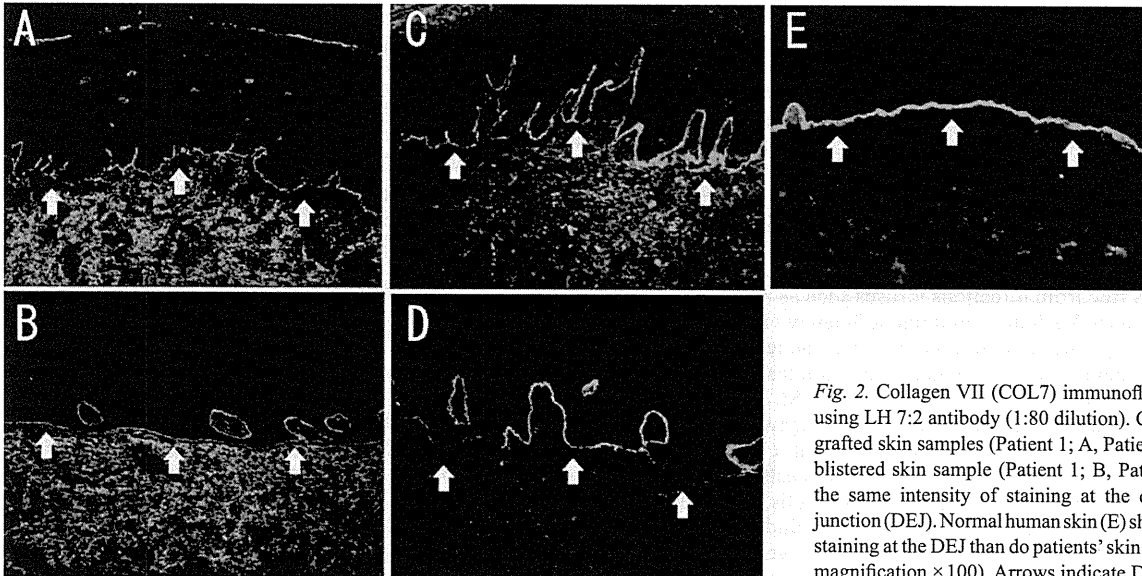 A
C
E
B
D
Fig. 2. Collagen VII (COL7) immunofl
using LH 7:2 antibody (1:80 dilution). C
grafted skin samples (Patient 1; A, Patie
blistered skin sample (Patient 1; B, Pat
the same intensity of staining at the
junction (DEJ). Normal human skin (E) sh
staining at the DEJ than do patients' skin
magnification × 100). Arrows indicate D